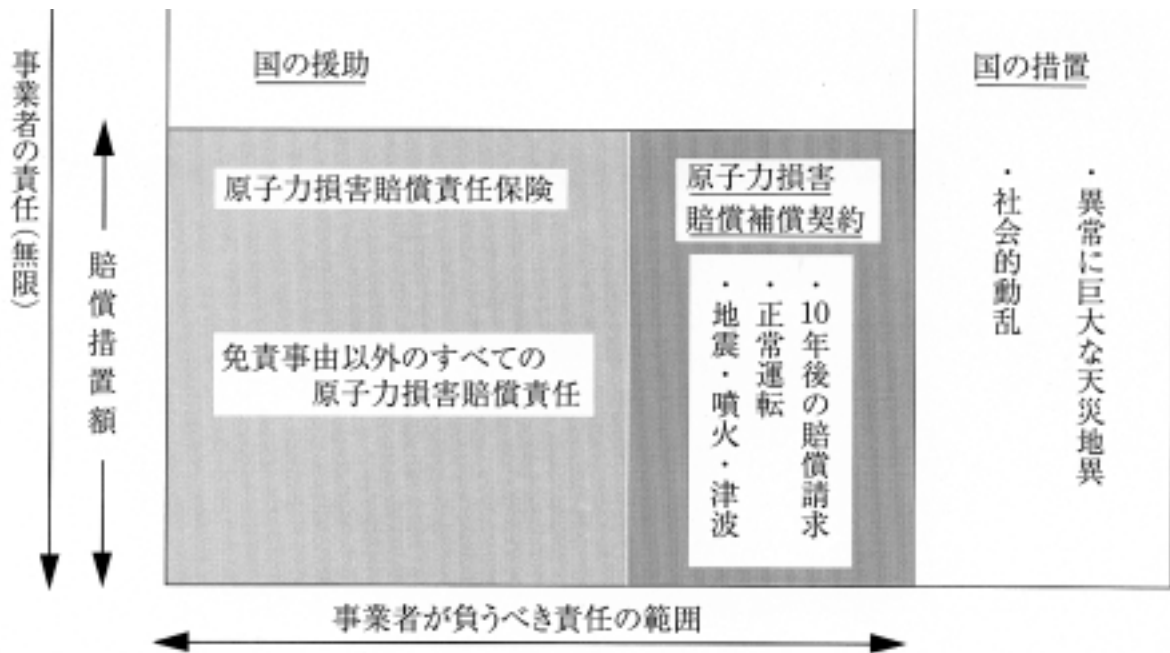 事業者の責任(無限)
賠償措置額
国の援助
国の措置
原子力損害賠償責任保険
原子力損害
賠償補償契約
免責事由以外のすべての
原子力損害賠償責任
・10年後の賠償請求
・正常運転
・地震・噴火・津波
・異常に巨大な天災地異
・社会的動乱
事業者が負うべき責任の範囲